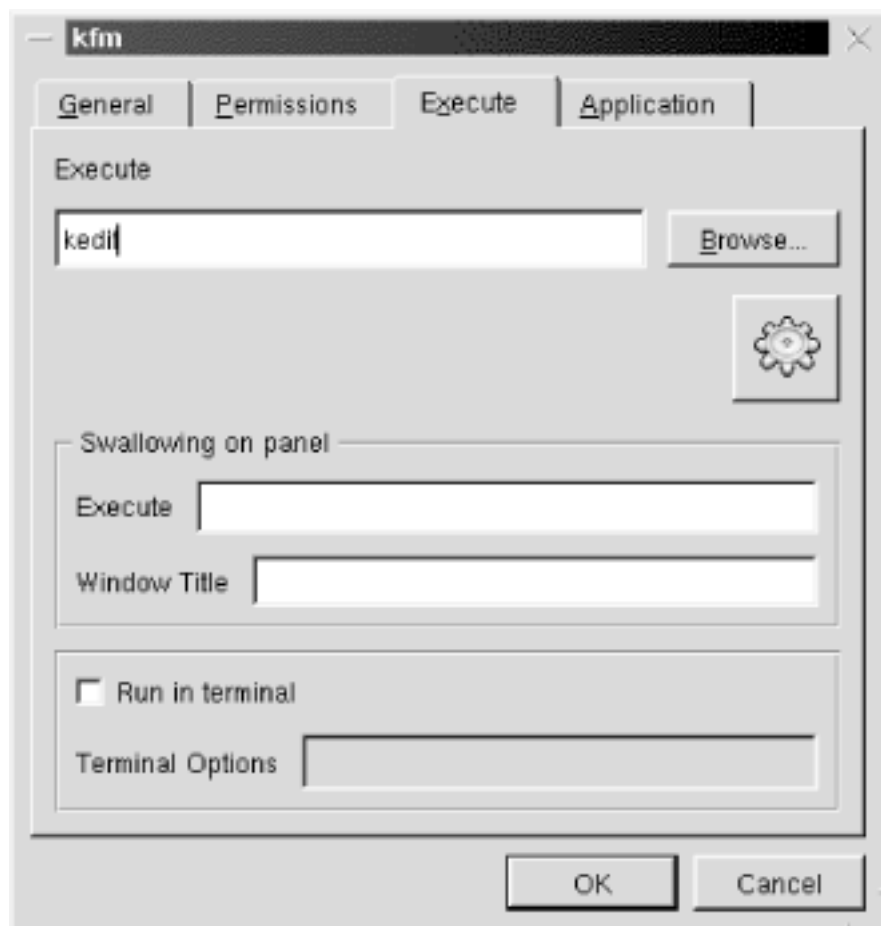 kfm
General Permissions Execute Application
Execute
kedit
Browse...
Swallowing on panel
Execute
Window Title
Run in terminal
Terminal Options
OK Cancel